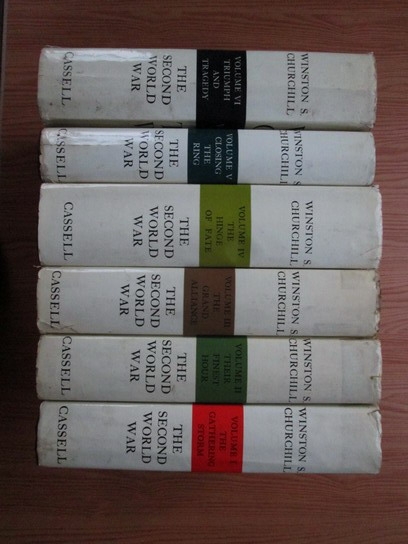 WINSTON S.
CHURCHILL
VOLUME VI
TRIUMPH
AND
TRAGEDY
THE
SECOND
WORLD
WAR
CASSELL
WINSTON S.
CHURCHILL
VOLUME V
CLOSING
THE
RING
THE
SECOND
WORLD
WAR
CASSELL
WINSTON S.
CHURCHILL
VOLUME IV
THE
HINGE
OF FATE
THE
SECOND
WORLD
WAR
CASSELL
WINSTON S.
CHURCHILL
VOLUME III
THE
GRAND
ALLIANCE
THE
SECOND
WORLD
WAR
CASSELL
WINSTON S.
CHURCHILL
VOLUME II
THEIR
FINEST
HOUR
THE
SECOND
WORLD
WAR
CASSELL
WINSTON S.
CHURCHILL
VOLUME I
THE
GATHERING
STORM
THE
SECOND
WORLD
WAR
CASSELL